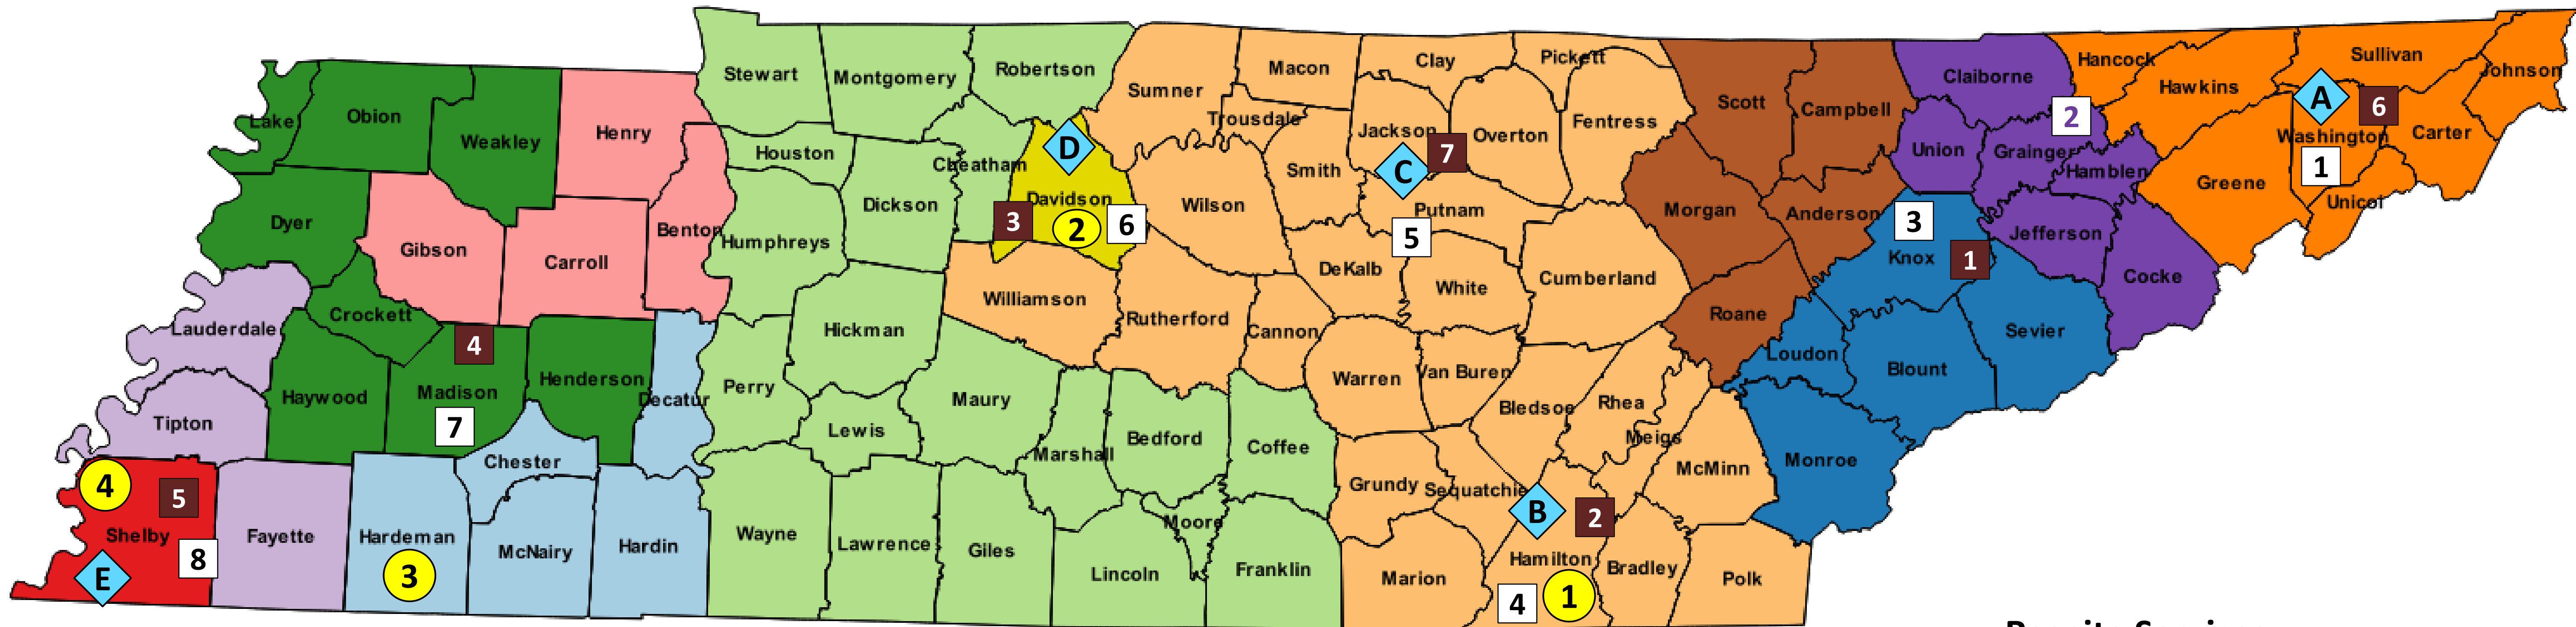 Stewart
Montgomery
Robertson
Sumner
Macon
Clay
Pickett
Scott
Campbell
Claiborne
Hancock
Hawkins
Sullivan
Johnson
Lake
Obion
Weakley
Henry
Houston
Cheatham
D
Davidson
Trousdale
Smith
Jackson
7
C
Overton
Fentress
Union
2
Grainger
Hamblen
A
6
Washington
1
Carter
Greene
Unicoi
Dyer
Gibson
Carroll
Benton
Humphreys
Dickson
3
2
6
Wilson
Putnam
5
DeKalb
White
Cumberland
Morgan
Anderson
3
Knox
1
Jefferson
Cocke
Lauderdale
Crockett
4
Williamson
Rutherford
Cannon
Hickman
Roane
Loudon
Blount
Sevier
Tipton
Haywood
Madison
7
Henderson
Decatur
Perry
Lewis
Maury
Marshall
Bedford
Coffee
Warren
Van Buren
Bledsoe
Rhea
Meigs
McMinn
Monroe
4
5
Shelby
8
E
Fayette
Hardeman
3
Chester
McNairy
Hardin
Wayne
Lawrence
Giles
Lincoln
Moore
Franklin
Grundy
Sequatchie
B
2
Marion
Hamilton
4
1
Bradley
Polk